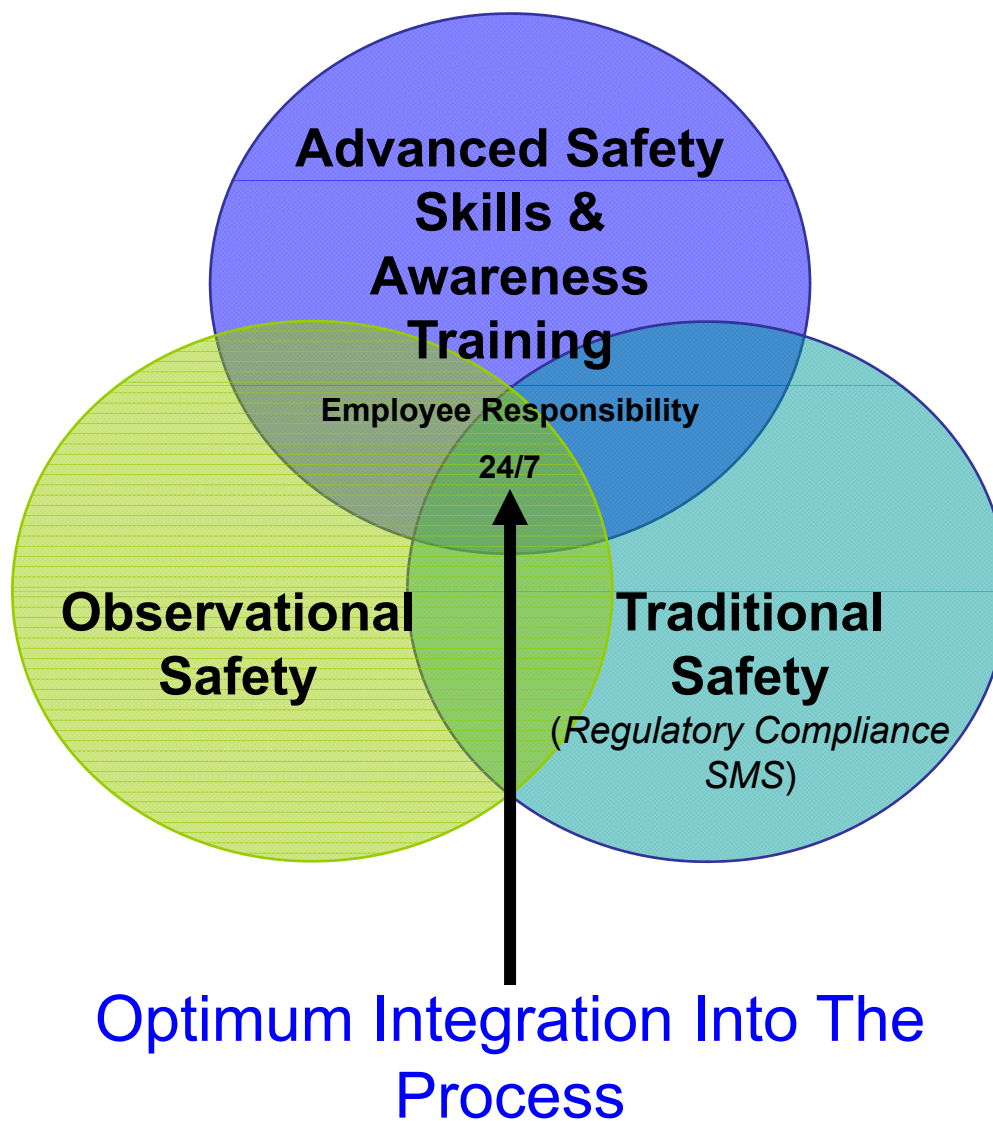 Advanced Safety
Skills &
Awareness
Training
Employee Responsibility
24/7
Observational
Safety
Traditional
Safety
(Regulatory Compliance
SMS)
Optimum Integration Into The
Process